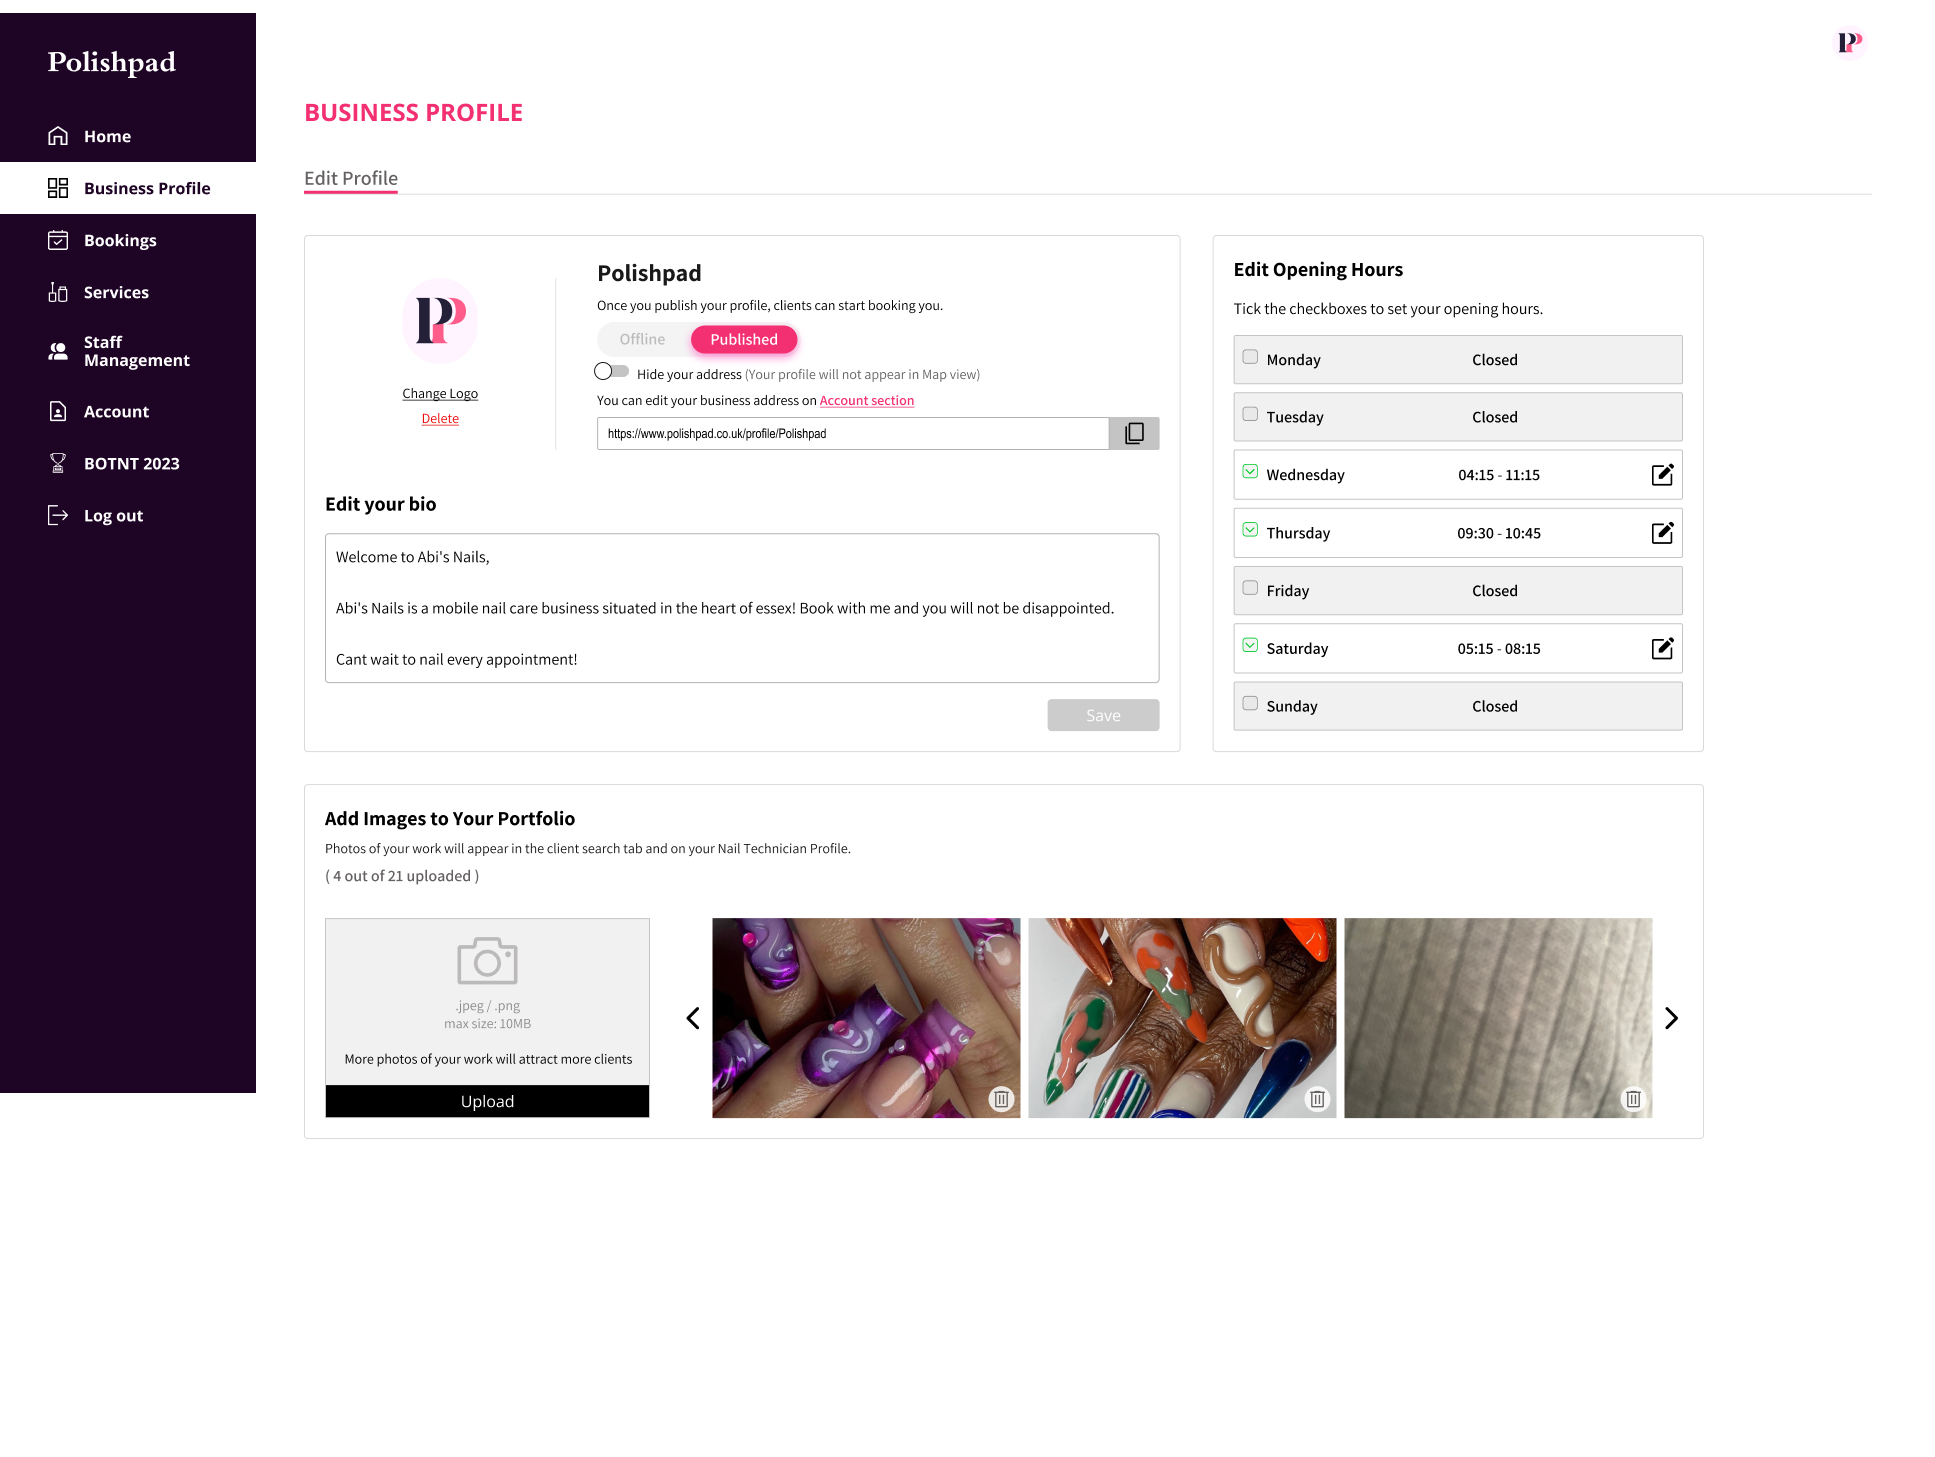 Polishpad
Home
Business Profile
Bookings
Services
Staff
Management
Account
BOTNT 2023
Log out
PP
BUSINESS PROFILE
Edit Profile
PP
Change Logo
Delete
Polishpad
Once you publish your profile, clients can start booking you.
Offline Published
Hide your address (Your profile will not appear in Map view)
You can edit your business address on Account section
https://www.polishpad.co.uk/profile/Polishpad
Edit your bio
Welcome to Abi's Nails,
Abi's Nails is a mobile nail care business situated in the heart of essex! Book with me and you will not be disappointed.
Cant wait to nail every appointment!
Save
Edit Opening Hours
Tick the checkboxes to set your opening hours.
Monday Closed
Tuesday Closed
Wednesday 04:15 - 11:15
Thursday 09:30 - 10:45
Friday Closed
Saturday 05:15 - 08:15
Sunday Closed
Add Images to Your Portfolio
Photos of your work will appear in the client search tab and on your Nail Technician Profile.
( 4 out of 21 uploaded )
.jpeg / .png
max size: 10MB
More photos of your work will attract more clients
Upload